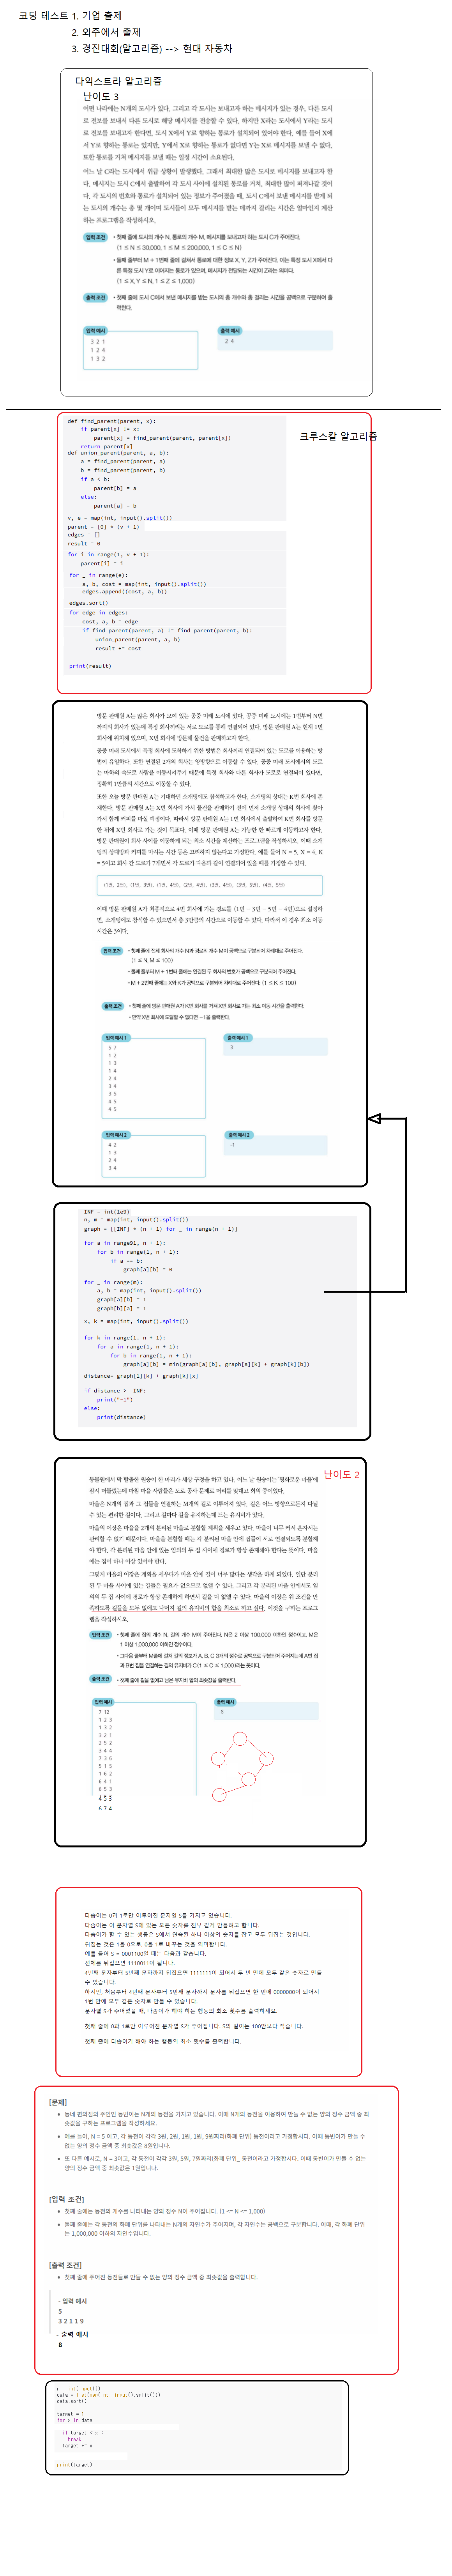 코딩 테스트 1. 기업 출제
2. 외주에서 출제
3. 경진대회(알고리즘) --> 현대 자동차
다익스트라 알고리즘
난이도 3
어떤 나라에는 N개의 도시가 있다. 그리고 각 도시는 보내고자 하는 메시지가 있는 경우, 다른 도시
로 전보를 보내서 다른 도시로 해당 메시지를 전송할 수 있다. 하지만 X라는 도시에서 Y라는 도시
로 전보를 보내고자 한다면, 도시 X에서 Y로 향하는 통로가 설치되어 있어야 한다. 예를 들어 X에
서 Y로 향하는 통로는 있지만, Y에서 X로 향하는 통로가 없다면 Y는 X로 메시지를 보낼 수 없다.
또한 통로를 거쳐 메시지를 보낼 때는 일정 시간이 소요된다.
어느 날 C라는 도시에서 위급 상황이 발생했다. 그래서 최대한 많은 도시로 메시지를 보내고자 한
다. 메시지는 도시 C에서 출발하여 각 도시 사이에 설치된 통로를 거쳐, 최대한 많이 퍼져나갈 것이
다. 각 도시의 번호와 통로가 설치되어 있는 정보가 주어졌을 때, 도시 C에서 보낸 메시지를 받게 되
는 도시의 개수는 총 몇 개이며 도시들이 모두 메시지를 받는 데까지 걸리는 시간은 얼마인지 계산
하는 프로그램을 작성하시오.
입력 조건 • 첫째 줄에 도시의 개수 N, 통로의 개수 M, 메시지를 보내고자 하는 도시 C가 주어진다.
(1 ≤ N ≤ 30,000, 1 ≤ M ≤ 200,000, 1 ≤ C ≤ N)
• 둘째 줄부터 M + 1번째 줄에 걸쳐서 통로에 대한 정보 X, Y, Z가 주어진다. 이는 특정 도시 X에서 다
른 특정 도시 Y로 이어지는 통로가 있으며, 메시지가 전달되는 시간이 Z라는 의미다.
(1 ≤ X, Y ≤ N, 1 ≤ Z ≤ 1,000)
출력 조건 • 첫째 줄에 도시 C에서 보낸 메시지를 받는 도시의 총 개수와 총 걸리는 시간을 공백으로 구분하여 출
력한다.
입력 예시
3 2 1
1 2 4
1 3 2
출력 예시
2 4
크루스칼 알고리즘
def find_parent(parent, x):
if parent[x] != x:
parent[x] = find_parent(parent, parent[x])
return parent[x]
def union_parent(parent, a, b):
a = find_parent(parent, a)
b = find_parent(parent, b)
if a < b:
parent[b] = a
else:
parent[a] = b
v, e = map(int, input().split())
parent = [0] * (v + 1)
edges = []
result = 0
for i in range(1, v + 1):
parent[i] = i
for _ in range(e):
a, b, cost = map(int, input().split())
edges.append((cost, a, b))
edges.sort()
for edge in edges:
cost, a, b = edge
if find_parent(parent, a) != find_parent(parent, b):
union_parent(parent, a, b)
result += cost
print(result)
방문 판매원 A는 많은 회사가 모여 있는 공중 미래 도시에 있다. 공중 미래 도시에는 1번부터 N번
까지의 회사가 있는데 특정 회사끼리는 서로 도로를 통해 연결되어 있다. 방문 판매원 A는 현재 1번
회사에 위치해 있으며, X번 회사에 방문해 물건을 판매하고자 한다.
공중 미래 도시에서 특정 회사에 도착하기 위한 방법은 회사끼리 연결되어 있는 도로를 이용하는 방
법이 유일하다. 또한 연결된 2개의 회사는 양방향으로 이동할 수 있다. 공중 미래 도시에서의 도로
는 마하의 속도로 사람을 이동시켜주기 때문에 특정 회사와 다른 회사가 도로로 연결되어 있다면,
정확히 1만큼의 시간으로 이동할 수 있다.
또한 오늘 방문 판매원 A는 기대하던 소개팅에도 참석하고자 한다. 소개팅의 상대는 K번 회사에 존
재한다. 방문 판매원 A는 X번 회사에 가서 물건을 판매하기 전에 먼저 소개팅 상대의 회사에 찾아
가서 함께 커피를 마실 예정이다. 따라서 방문 판매원 A는 1번 회사에서 출발하여 K번 회사를 방문
한 뒤에 X번 회사로 가는 것이 목표다. 이때 방문 판매원 A는 가능한 한 빠르게 이동하고자 한다.
방문 판매원이 회사 사이를 이동하게 되는 최소 시간을 계산하는 프로그램을 작성하시오. 이때 소개
팅의 상대방과 커피를 마시는 시간 등은 고려하지 않는다고 가정한다. 예를 들어 N = 5, X = 4, K
= 5이고 회사 간 도로가 7개면서 각 도로가 다음과 같이 연결되어 있을 때를 가정할 수 있다.
(1번, 2번), (1번, 3번), (1번, 4번), (2번, 4번), (3번, 4번), (3번, 5번), (4번, 5번)
이때 방문 판매원 A가 최종적으로 4번 회사에 가는 경로를 (1번 - 3번 - 5번 - 4번)으로 설정하
면, 소개팅에도 참석할 수 있으면서 총 3만큼의 시간으로 이동할 수 있다. 따라서 이 경우 최소 이동
시간은 3이다.
입력 조건 • 첫째 줄에 전체 회사의 개수 N과 경로의 개수 M이 공백으로 구분되어 차례대로 주어진다.
(1 ≤ N, M ≤ 100)
• 둘째 줄부터 M + 1번째 줄에는 연결된 두 회사의 번호가 공백으로 구분되어 주어진다.
• M + 2번째 줄에는 X와 K가 공백으로 구분되어 차례대로 주어진다. (1 ≤ K ≤ 100)
출력 조건 • 첫째 줄에 방문 판매원 A가 K번 회사를 거쳐 X번 회사로 가는 최소 이동 시간을 출력한다.
• 만약 X번 회사에 도달할 수 없다면 -1을 출력한다.
입력 예시 1
5 7
1 2
1 3
1 4
2 4
3 4
3 5
4 5
4 5
출력 예시 1
3
입력 예시 2
4 2
1 3
2 4
3 4
출력 예시 2
-1
INF = int(1e9)
n, m = map(int, input().split())
graph = [[INF] * (n + 1) for _ in range(n + 1)]
for a in range91, n + 1):
for b in range(1, n + 1):
if a == b:
graph[a][b] = 0
for _ in range(m):
a, b = map(int, input().split())
graph[a][b] = 1
graph[b][a] = 1
x, k = map(int, input().split())
for k in range(1. n + 1):
for a in range(1, n + 1):
for b in range(1, n + 1):
graph[a][b] = min(graph[a][b], graph[a][k] + graph[k][b])
distance= graph[1][k] + graph[k][x]
if distance >= INF:
print("-1")
else:
print(distance)
난이도 2
동물원에서 막 탈출한 원숭이 한 마리가 세상 구경을 하고 있다. 어느 날 원숭이는 '평화로운 마을'에
잠시 머물렀는데 마침 마을 사람들은 도로 공사 문제로 머리를 맞대고 회의 중이었다.
마을은 N개의 집과 그 집들을 연결하는 M개의 길로 이루어져 있다. 길은 어느 방향으로든지 다닐
수 있는 편리한 길이다. 그리고 길마다 길을 유지하는데 드는 유지비가 있다.
마을의 이장은 마을을 2개의 분리된 마을로 분할할 계획을 세우고 있다. 마을이 너무 커서 혼자서는
관리할 수 없기 때문이다. 마을을 분할할 때는 각 분리된 마을 안에 집들이 서로 연결되도록 분할해
야 한다. 각 분리된 마을 안에 있는 임의의 두 집 사이에 경로가 항상 존재해야 한다는 뜻이다. 마을
에는 집이 하나 이상 있어야 한다.
그렇게 마을의 이장은 계획을 세우다가 마을 안에 길이 너무 많다는 생각을 하게 되었다. 일단 분리
된 두 마을 사이에 있는 길들은 필요가 없으므로 없앨 수 있다. 그리고 각 분리된 마을 안에서도 임
의의 두 집 사이에 경로가 항상 존재하게 하면서 길을 더 없앨 수 있다. 마을의 이장은 위 조건을 만
족하도록 길들을 모두 없애고 나머지 길의 유지비의 합을 최소로 하고 싶다. 이것을 구하는 프로그
램을 작성하시오.
입력 조건 • 첫째 줄에 집의 개수 N, 길의 개수 M이 주어진다. N은 2 이상 100,000 이하인 정수이고, M은
1 이상 1,000,000 이하인 정수이다.
• 그다음 줄부터 M줄에 걸쳐 길의 정보가 A, B, C 3개의 정수로 공백으로 구분되어 주어지는데 A번 집
과 B번 집을 연결하는 길의 유지비가 C (1 ≤ C ≤ 1,000)라는 뜻이다.
출력 조건 • 첫째 줄에 길을 없애고 남은 유지비 합의 최솟값을 출력한다.
입력 예시
7 12
1 2 3
1 3 2
3 2 1
2 5 2
3 4 4
7 3 6
5 1 5
1 6 2
6 4 1
6 5 3
4 5 3
6 7 4
출력 예시
8
다솜이는 0과 1로만 이루어진 문자열 S를 가지고 있습니다.
다솜이는 이 문자열 S에 있는 모든 숫자를 전부 같게 만들려고 합니다.
다솜이가 할 수 있는 행동은 S에서 연속된 하나 이상의 숫자를 잡고 모두 뒤집는 것입니다.
뒤집는 것은 1을 0으로, 0을 1로 바꾸는 것을 의미합니다.
예를 들어 S = 0001100일 때는 다음과 같습니다.
전체를 뒤집으면 1110011이 됩니다.
4번째 문자부터 5번째 문자까지 뒤집으면 1111111이 되어서 두 번 만에 모두 같은 숫자로 만들
수 있습니다.
하지만, 처음부터 4번째 문자부터 5번째 문자까지 문자를 뒤집으면 한 번에 0000000이 되어서
1번 만에 모두 같은 숫자로 만들 수 있습니다.
문자열 S가 주어졌을 때, 다솜이가 해야 하는 행동의 최소 횟수를 출력하세요.
첫째 줄에 0과 1로만 이루어진 문자열 S가 주어집니다. S의 길이는 100만보다 작습니다.
첫째 줄에 다솜이가 해야 하는 행동의 최소 횟수를 출력합니다.
[문제]
• 동네 편의점의 주인인 동빈이는 N개의 동전을 가지고 있습니다. 이때 N개의 동전을 이용하여 만들 수 없는 양의 정수 금액 중 최
솟값을 구하는 프로그램을 작성하세요.
• 예를 들어, N = 5 이고, 각 동전이 각각 3원, 2원, 1원, 1원, 9원짜리(화폐 단위) 동전이라고 가정합시다. 이때 동빈이가 만들 수
없는 양의 정수 금액 중 최솟값은 8원입니다.
• 또 다른 예시로, N = 3이고, 각 동전이 각각 3원, 5원, 7원짜리(화폐 단위_ 동전이라고 가정합시다. 이때 동빈이가 만들 수 없는
양의 정수 금액 중 최솟값은 1원입니다.
[입력 조건]
• 첫째 줄에는 동전의 개수를 나타내는 양의 정수 N이 주어집니다. (1 <= N <= 1,000)
• 둘째 줄에는 각 동전의 화폐 단위를 나타내는 N개의 자연수가 주어지며, 각 자연수는 공백으로 구분합니다. 이때, 각 화폐 단위
는 1,000,000 이하의 자연수입니다.
[출력 조건]
• 첫째 줄에 주어진 동전들로 만들 수 없는 양의 정수 금액 중 최솟값을 출력합니다.
- 입력 예시
5
3 2 1 1 9
- 출력 예시
8
n = int(input())
data = list(map(int, input().split()))
data.sort()
target = 1
for x in data:
if target < x :
break
target += x
print(target)